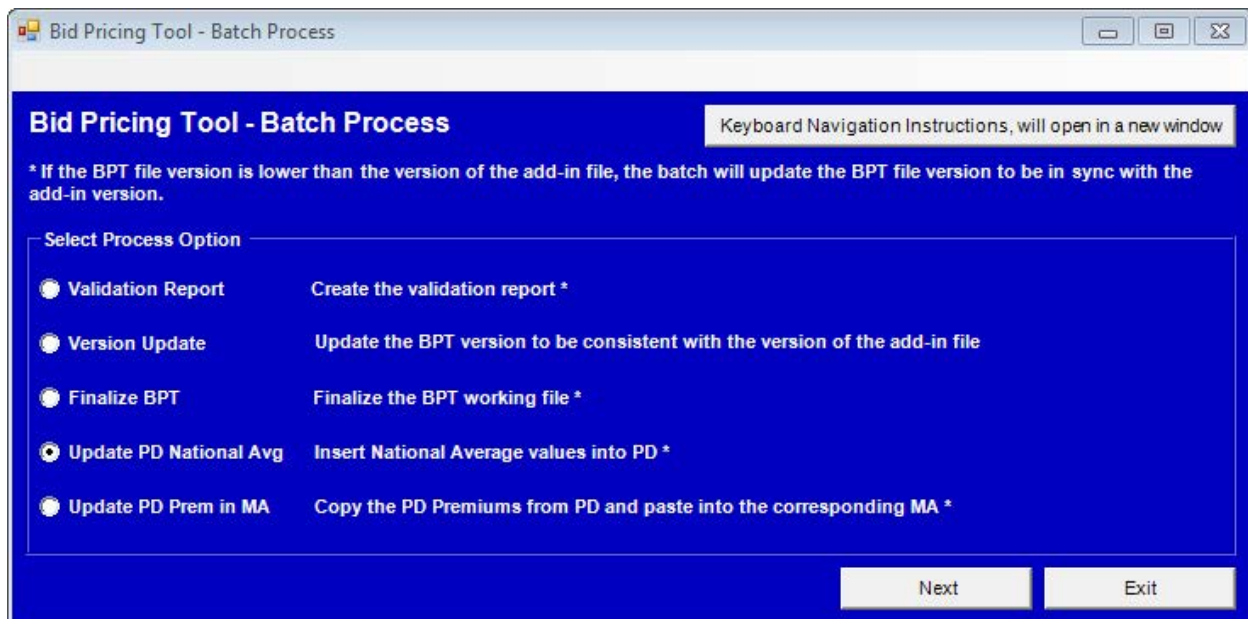 Bid Pricing Tool - Batch Process
Bid Pricing Tool - Batch Process
Keyboard Navigation Instructions, will open in a new window
* If the BPT file version is lower than the version of the add-in file, the batch will update the BPT file version to be in sync with the
add-in version.
Select Process Option
Validation Report Create the validation report *
Version Update Update the BPT version to be consistent with the version of the add-in file
Finalize BPT Finalize the BPT working file *
Update PD National Avg Insert National Average values into PD *
Update PD Prem in MA Copy the PD Premiums from PD and paste into the corresponding MA *
Next Exit